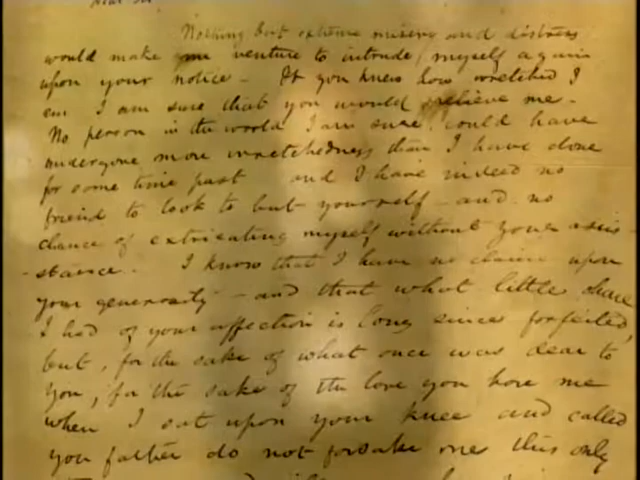 Dear Sir
Nothing but extreme misery and distress
would make me venture to intrude myself again
upon your notice – If you knew how wretched I
am I am sure that you would relieve me –
No person in the world I am sure could have
undergone more wretchedness than I have done
for some time past and I have indeed no
friend to look to but yourself – and no
chance of extricating myself without your assis-
-stance. I know that I have no claim upon
your generosity – and that what little share
I had of your affection is long since forfeited,
but, for the sake of what once was dear to
you, for the sake of the love you bore me
when I sat upon your knee and called
you father do not forsake me this only